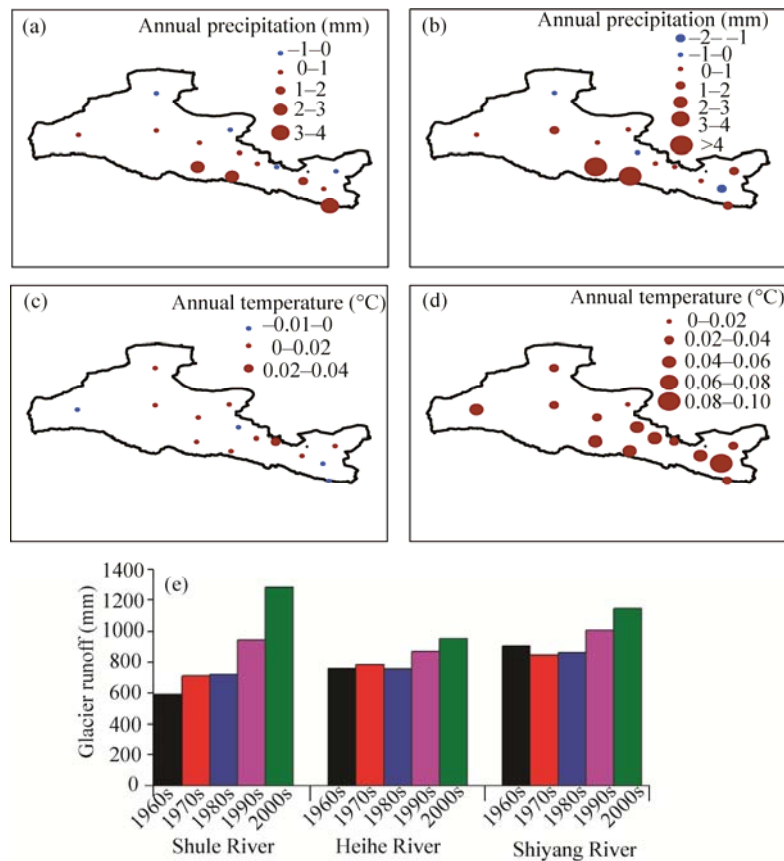 (a)
Annual precipitation (mm)
–1–0
0–1
1–2
2–3
3–4
(b)
Annual precipitation (mm)
–2– –1
–1–0
0–1
1–2
2–3
3–4
>4
(c)
Annual temperature (°C)
–0.01–0
0–0.02
0.02–0.04
(d)
Annual temperature (°C)
0–0.02
0.02–0.04
0.04–0.06
0.06–0.08
0.08–0.10
(e)
Glacier runoff (mm)
1400
1200
1000
800
600
400
200
0
1960s 1970s 1980s 1990s 2000s 1960s 1970s 1980s 1990s 2000s 1960s 1970s 1980s 1990s 2000s
Shule River Heihe River Shiyang River